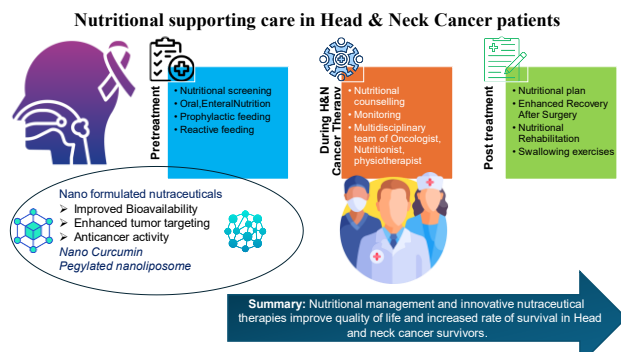 Nutritional supporting care in Head & Neck Cancer patients
Pretreatment
• Nutritional screening
• Oral,EnteralNutrition
• Prophylactic feeding
• Reactive feeding
During H&N
Cancer Therapy
• Nutritional
counselling
• Monitoring
• Multidisciplinary
team of Oncologist,
Nutritionist,
physiotherapist
Post treatment
• Nutritional plan
• Enhanced Recovery
After Surgery
• Nutritional
Rehabilitation
• Swallowing exercises
Nano formulated nutraceuticals
➢ Improved Bioavailability
➢ Enhanced tumor targeting
➢ Anticancer activity
Nano Curcumin
Pegylated nanoliposome
Summary: Nutritional management and innovative nutraceutical
therapies improve quality of life and increased rate of survival in Head
and neck cancer survivors.